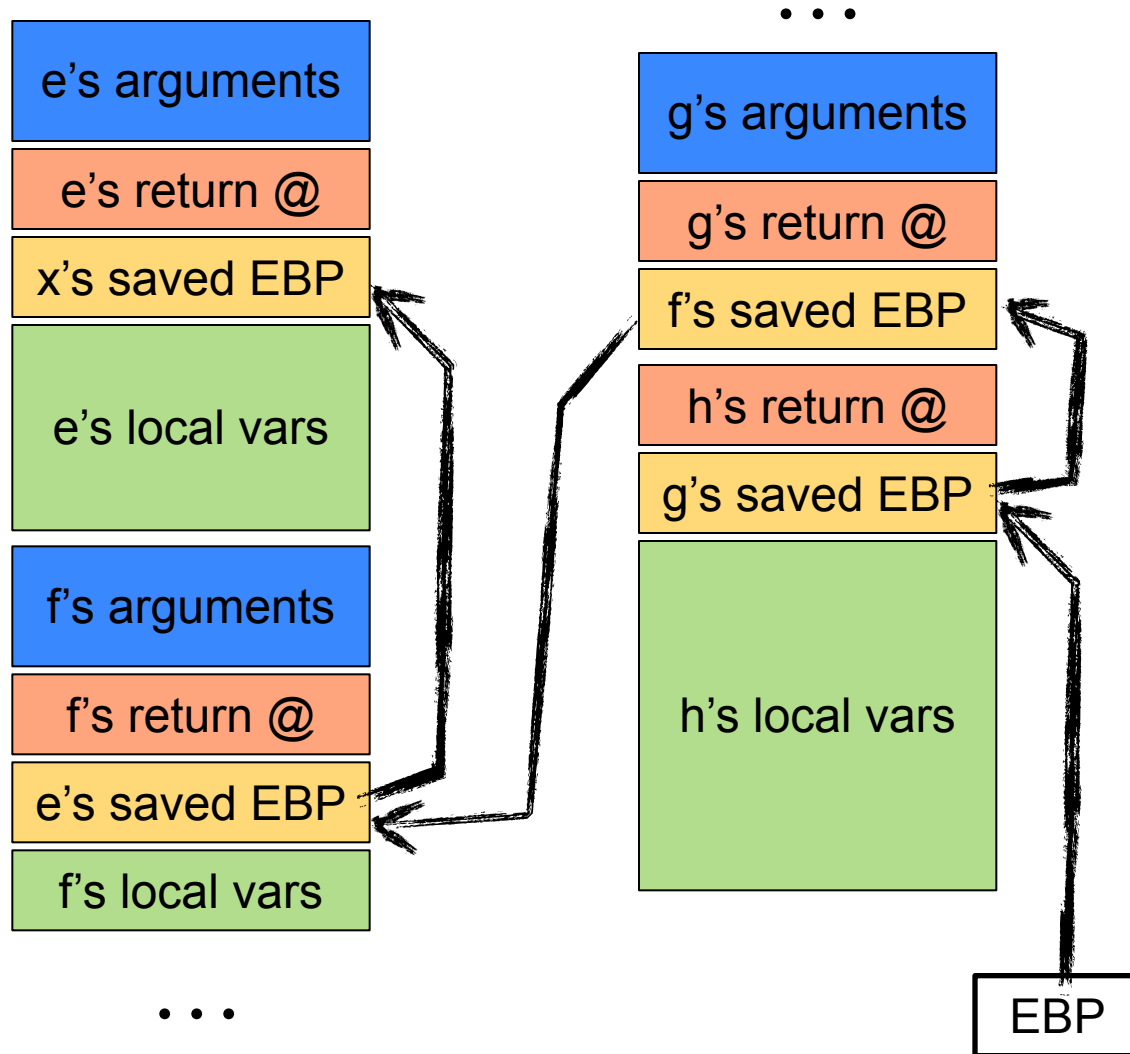 e’s arguments
e’s return @
x’s saved EBP
e’s local vars
f’s arguments
f’s return @
e’s saved EBP
f’s local vars
. . .
. . .
g’s arguments
g’s return @
f’s saved EBP
h’s return @
g’s saved EBP
h’s local vars
EBP